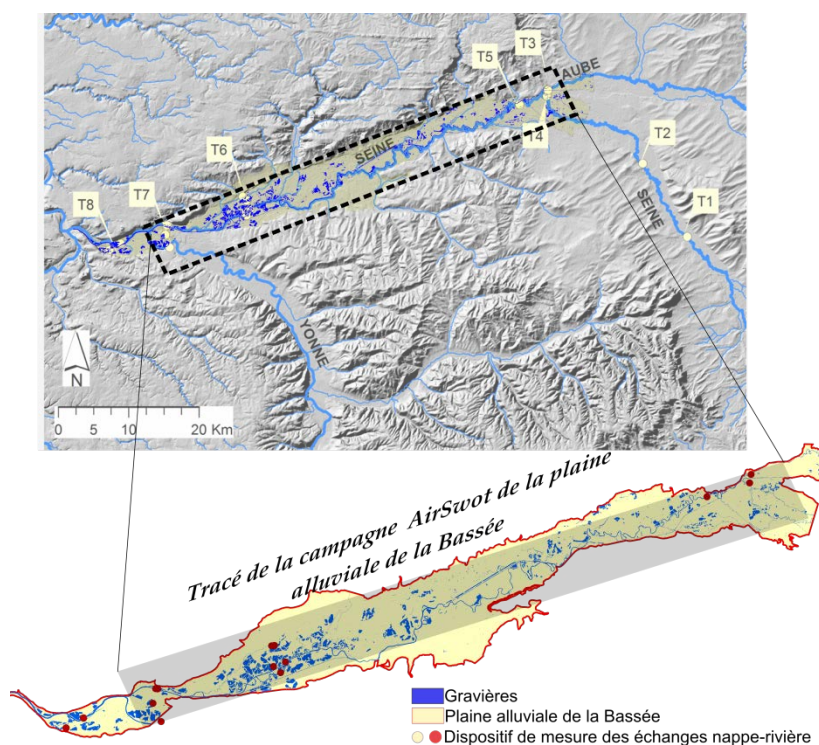 T3
T5
AUBE
T4
T2
T6
SEINE
T7
T8
SEINE
T1
YONNE
N
0 5 10 20 Km
Tracé de la campagne AirSwot de la plaine
alluviale de la Bassée
Gravières
Plaine alluviale de la Bassée
Dispositif de mesure des échanges nappe-rivière